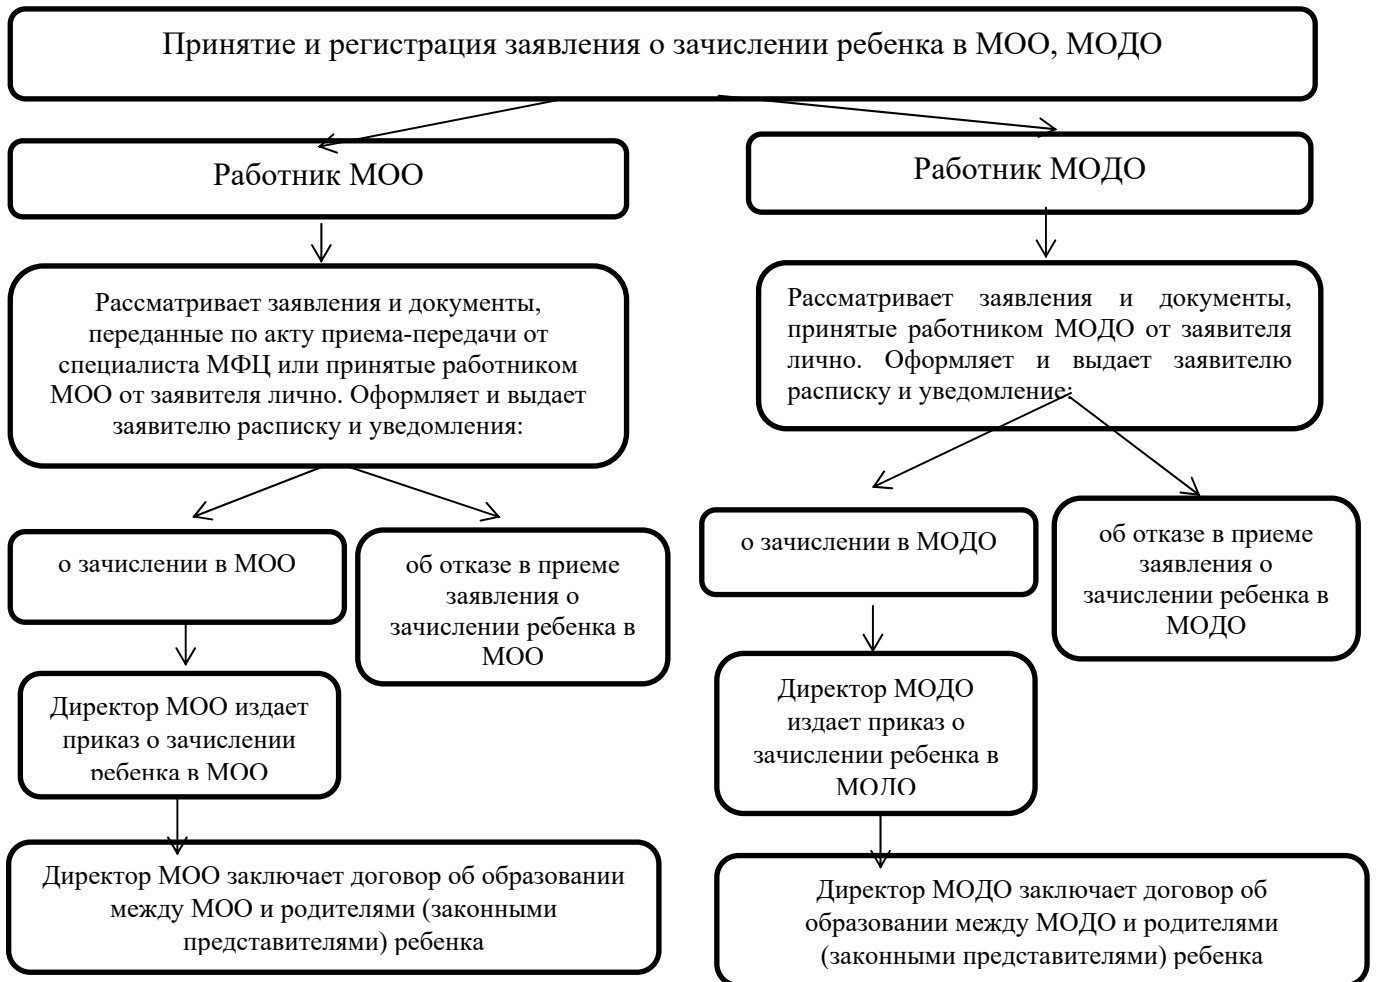 Принятие и регистрация заявления о зачислении ребенка в МОО, МОДО
Работник МОО
Работник МОДО
Рассматривает заявления и документы,
переданные по акту приема-передачи от
специалиста МФЦ или принятые работником
МОО от заявителя лично. Оформляет и выдает
заявителю расписку и уведомления:
Рассматривает заявления и документы,
принятые работником МОДО от заявителя
лично. Оформляет и выдает заявителю
расписку и уведомление:
о зачислении в МОО
об отказе в приеме
заявления о
зачислении ребенка в
МОО
о зачислении в МОДО
об отказе в приеме
заявления о
зачислении ребенка в
МОДО
Директор МОО издает
приказ о зачислении
ребенка в МОО
Директор МОДО
издает приказ о
зачислении ребенка в
МОДО
Директор МОО заключает договор об образовании
между МОО и родителями (законными
представителями) ребенка
Директор МОДО заключает договор об
образовании между МОДО и родителями
(законными представителями) ребенка